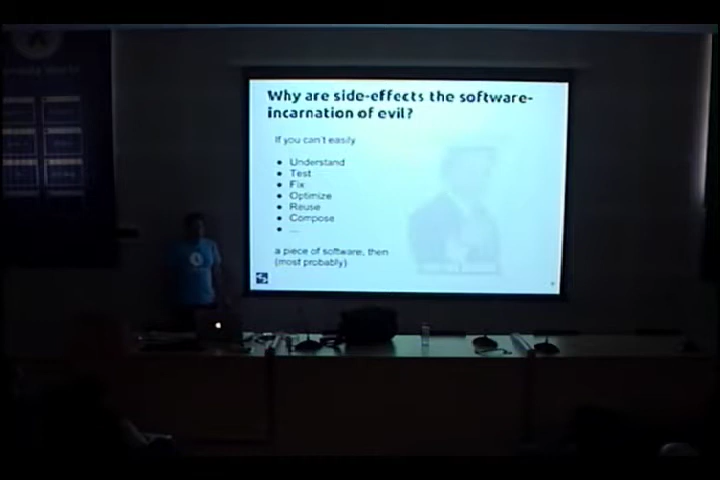 Why are side-effects the software-
incarnation of evil?
If you can't easily
● Understand
● Test
● Fix
● Optimize
● Reuse
● Compose
● ...
a piece of software, then
(most probably)